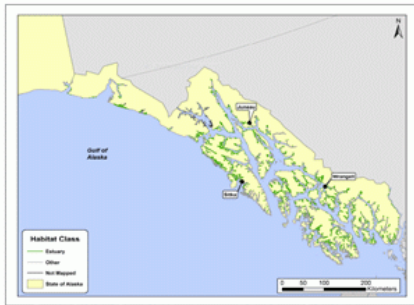 N
Juneau
Gulf of
Alaska
Wrangell
Sitka
Habitat Class
Estuary
Other
Not Mapped
State of Alaska
0 50 100 200
Kilometers